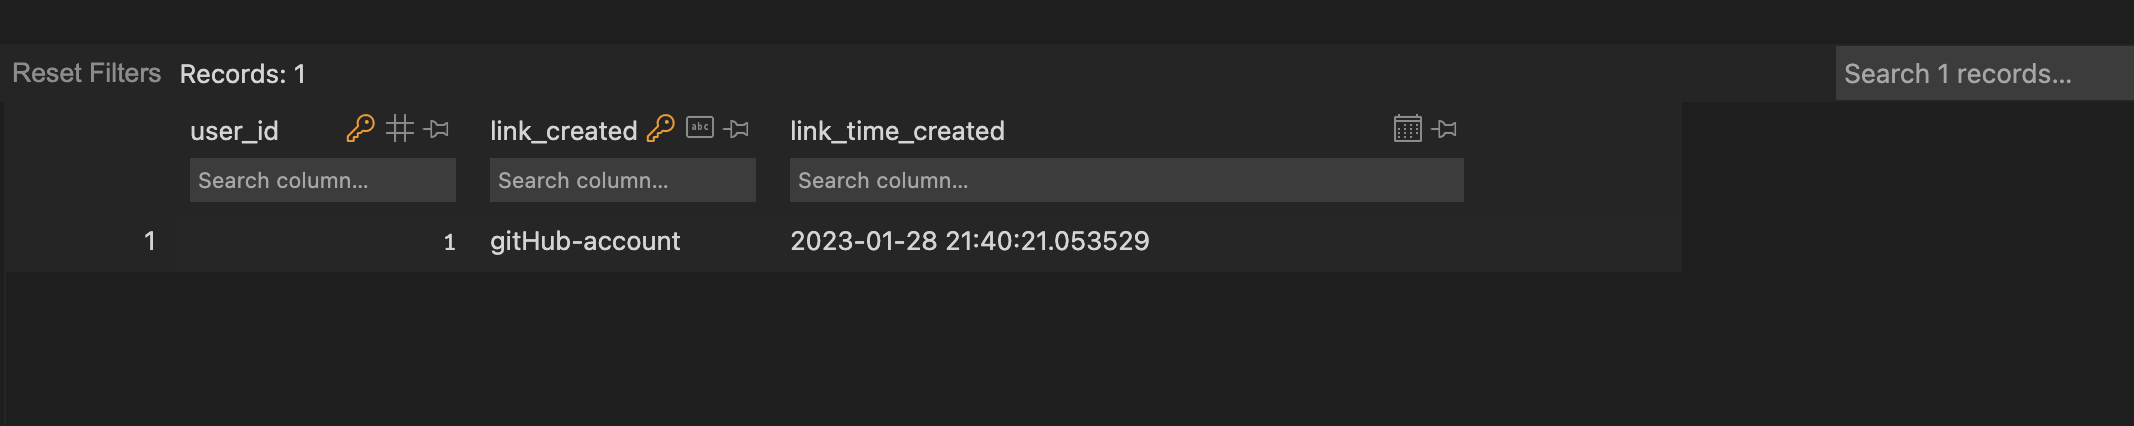 Reset Filters Records: 1 Search 1 records...
user_id abc link_created link_time_created
Search column... Search column... Search column...
1 1 gitHub-account 2023-01-28 21:40:21.053529